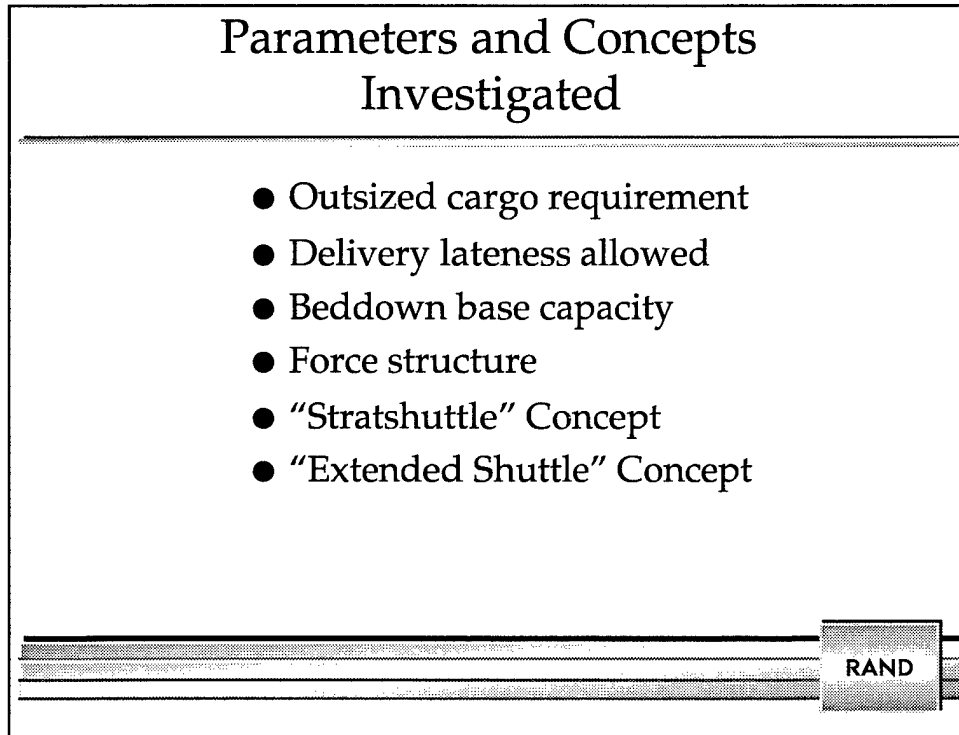 Parameters and Concepts
Investigated
● Outsized cargo requirement
● Delivery lateness allowed
● Beddown base capacity
● Force structure
● “Stratshuttle” Concept
● “Extended Shuttle” Concept
RAND